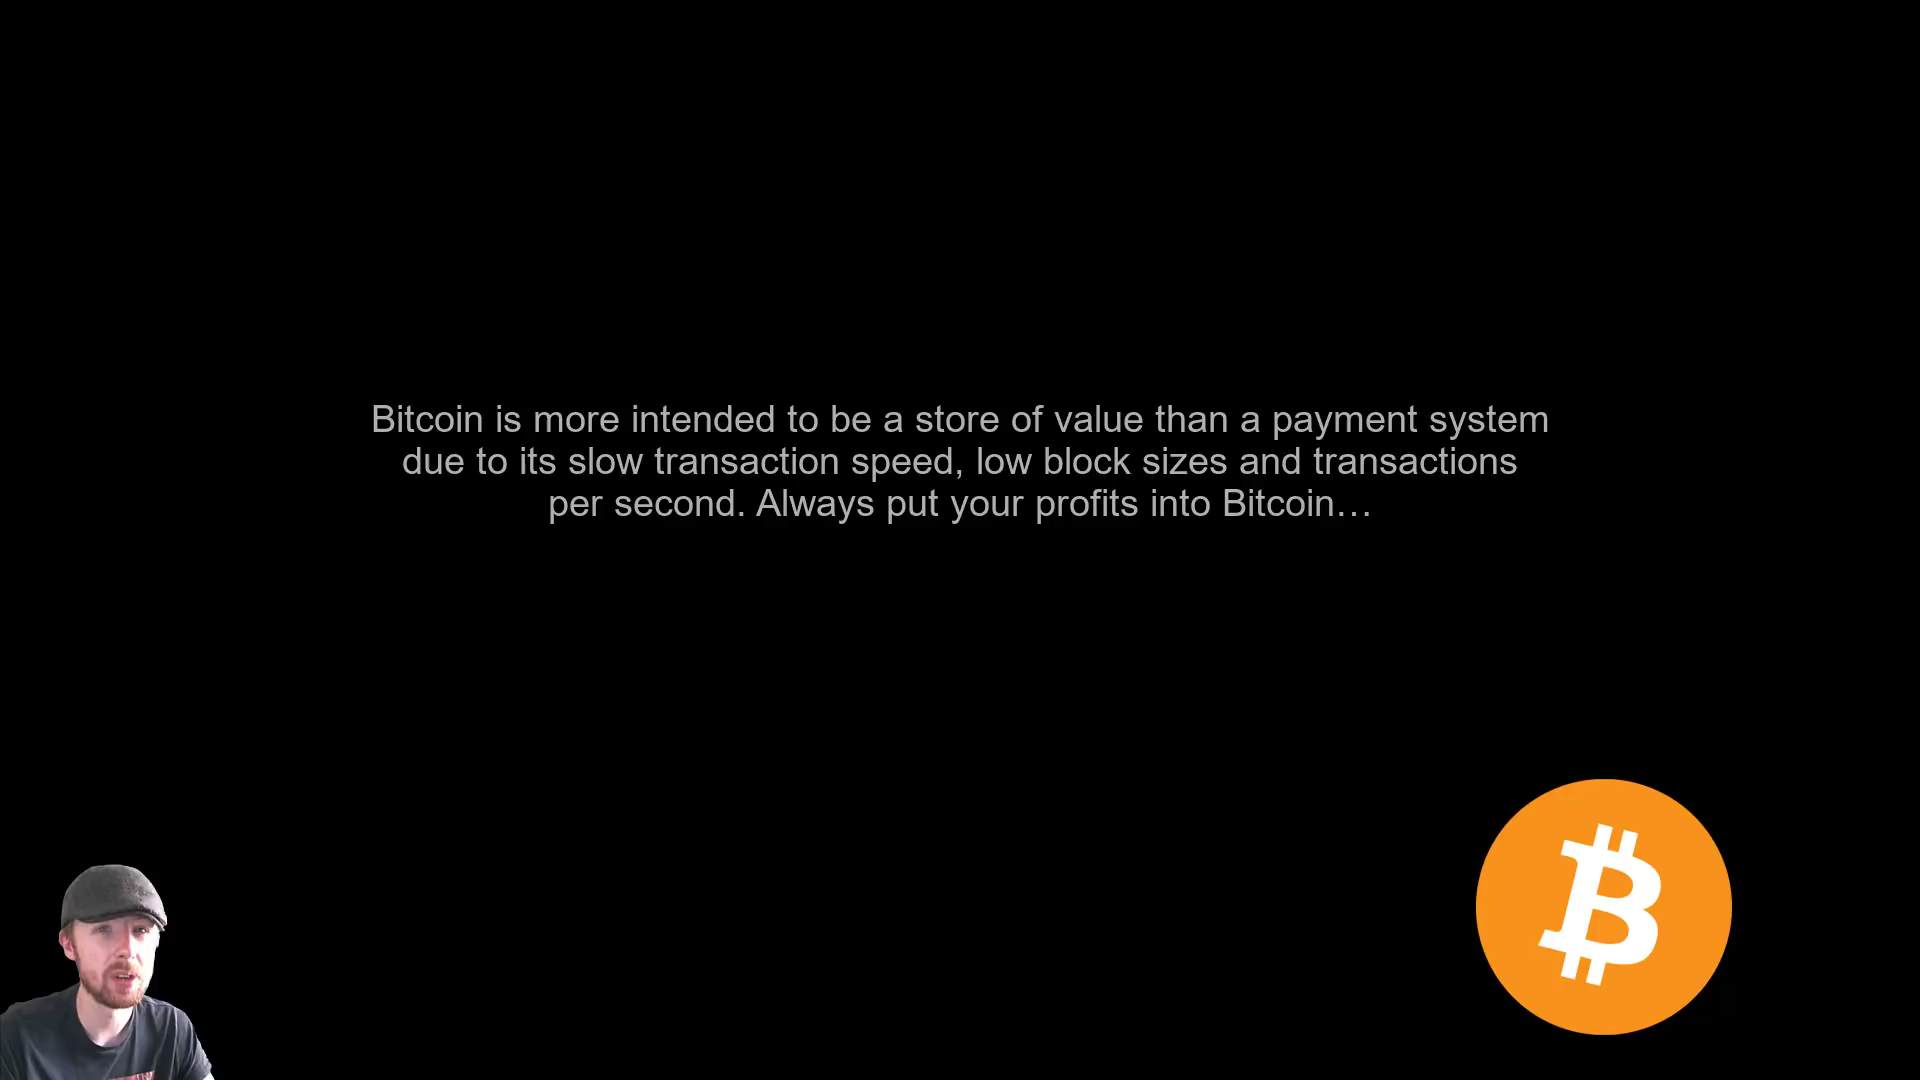 Bitcoin is more intended to be a store of value than a payment system
due to its slow transaction speed, low block sizes and transactions
per second. Always put your profits into Bitcoin…